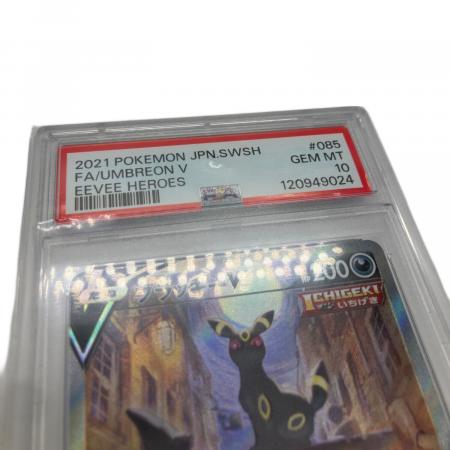 2021 POKEMON JPN.SWSH #085
FA/UMBREON V GEM MT
EEVEE HEROES 10
120949024
ブラッキーV HP 200
ICHIGEKI
いちげき